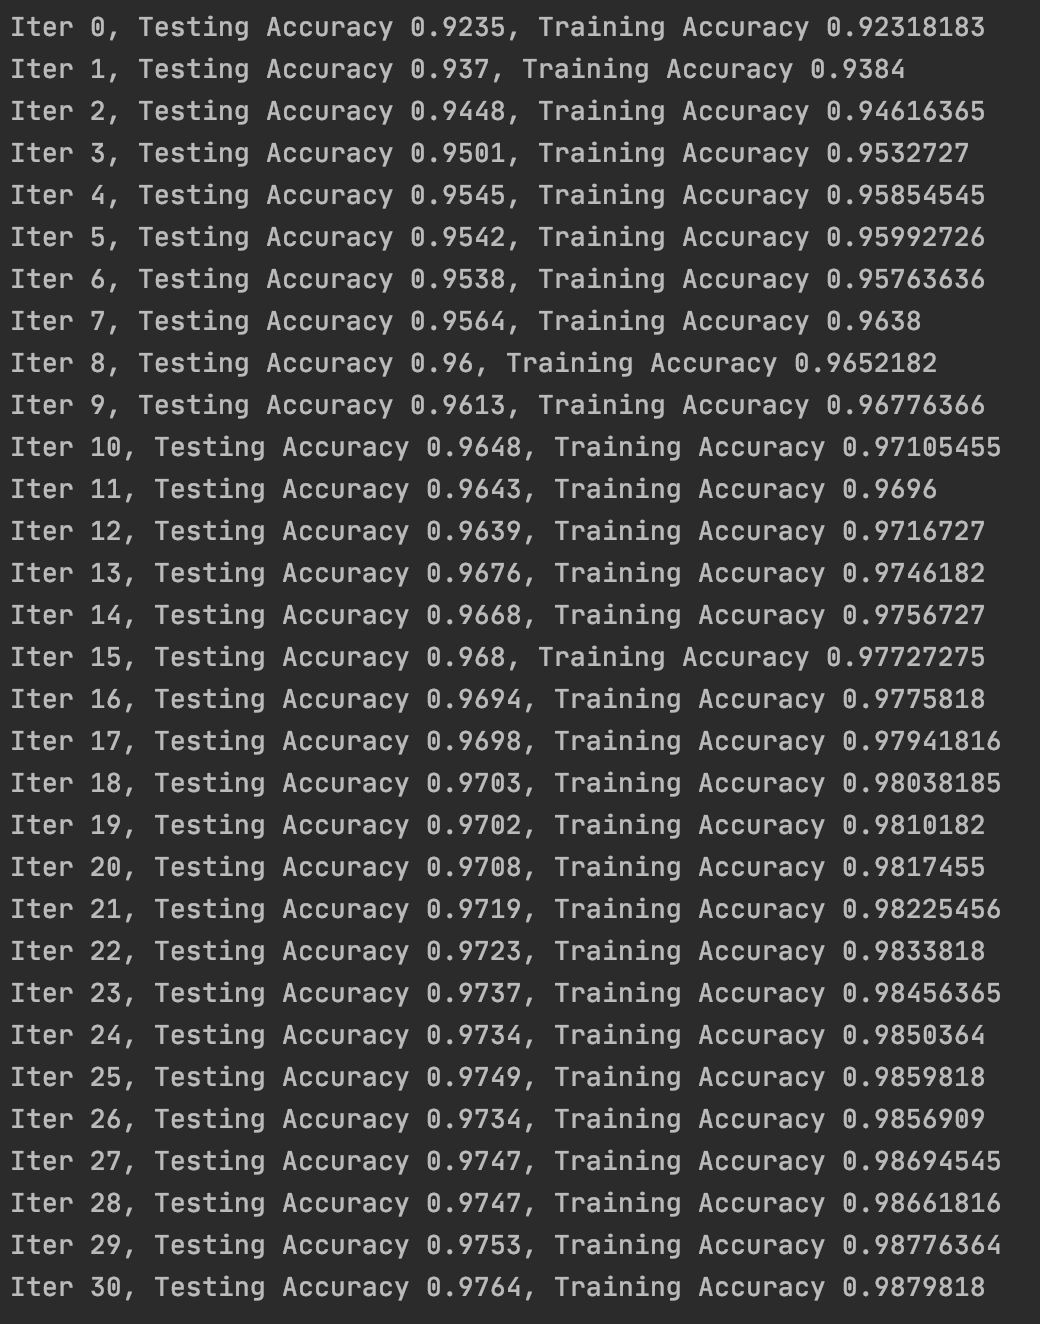 Iter 0, Testing Accuracy 0.9235, Training Accuracy 0.92318183
Iter 1, Testing Accuracy 0.937, Training Accuracy 0.9384
Iter 2, Testing Accuracy 0.9448, Training Accuracy 0.94616365
Iter 3, Testing Accuracy 0.9501, Training Accuracy 0.9532727
Iter 4, Testing Accuracy 0.9545, Training Accuracy 0.95854545
Iter 5, Testing Accuracy 0.9542, Training Accuracy 0.95992726
Iter 6, Testing Accuracy 0.9538, Training Accuracy 0.95763636
Iter 7, Testing Accuracy 0.9564, Training Accuracy 0.9638
Iter 8, Testing Accuracy 0.96, Training Accuracy 0.9652182
Iter 9, Testing Accuracy 0.9613, Training Accuracy 0.96776366
Iter 10, Testing Accuracy 0.9648, Training Accuracy 0.97105455
Iter 11, Testing Accuracy 0.9643, Training Accuracy 0.9696
Iter 12, Testing Accuracy 0.9639, Training Accuracy 0.9716727
Iter 13, Testing Accuracy 0.9676, Training Accuracy 0.9746182
Iter 14, Testing Accuracy 0.9668, Training Accuracy 0.9756727
Iter 15, Testing Accuracy 0.968, Training Accuracy 0.97727275
Iter 16, Testing Accuracy 0.9694, Training Accuracy 0.9775818
Iter 17, Testing Accuracy 0.9698, Training Accuracy 0.97941816
Iter 18, Testing Accuracy 0.9703, Training Accuracy 0.98038185
Iter 19, Testing Accuracy 0.9702, Training Accuracy 0.9810182
Iter 20, Testing Accuracy 0.9708, Training Accuracy 0.9817455
Iter 21, Testing Accuracy 0.9719, Training Accuracy 0.98225456
Iter 22, Testing Accuracy 0.9723, Training Accuracy 0.9833818
Iter 23, Testing Accuracy 0.9737, Training Accuracy 0.98456365
Iter 24, Testing Accuracy 0.9734, Training Accuracy 0.9850364
Iter 25, Testing Accuracy 0.9749, Training Accuracy 0.9859818
Iter 26, Testing Accuracy 0.9734, Training Accuracy 0.9856909
Iter 27, Testing Accuracy 0.9747, Training Accuracy 0.98694545
Iter 28, Testing Accuracy 0.9747, Training Accuracy 0.98661816
Iter 29, Testing Accuracy 0.9753, Training Accuracy 0.98776364
Iter 30, Testing Accuracy 0.9764, Training Accuracy 0.9879818